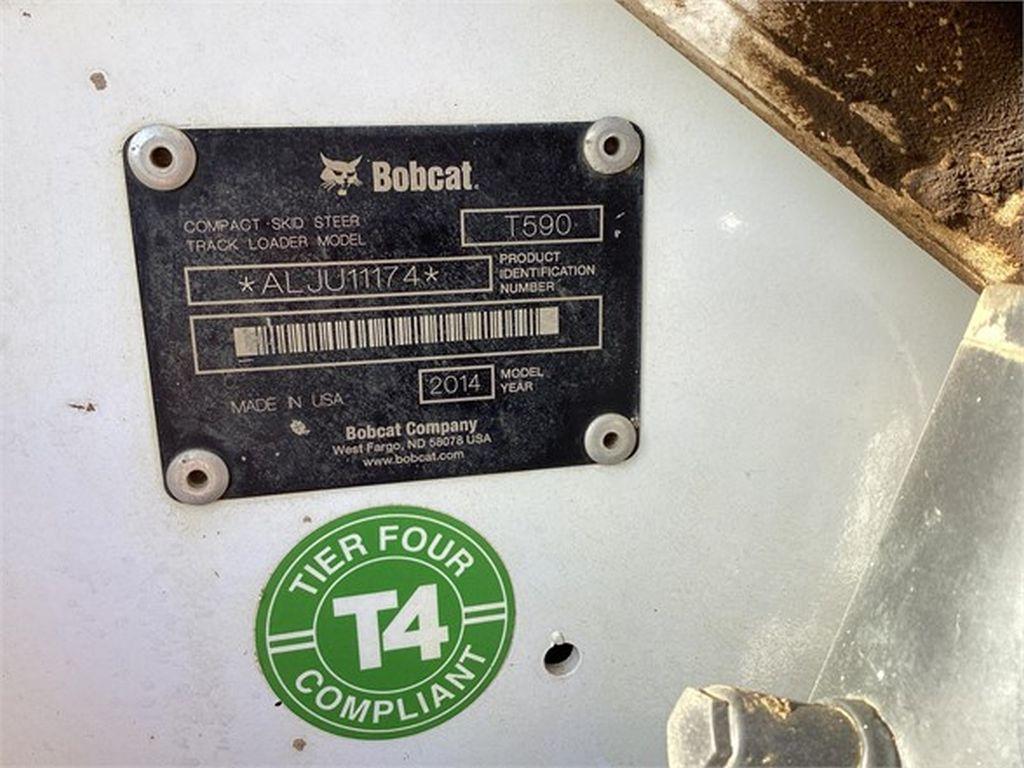 Bobcat.
COMPACT SKID STEER
TRACK LOADER MODEL
T590
*ALJU11174*
PRODUCT
IDENTIFICATION
NUMBER
2014
MODEL
YEAR
MADE IN USA
Bobcat Company
West Fargo, ND 58078 USA
www.bobcat.com
TIER FOUR
T4
COMPLIANT